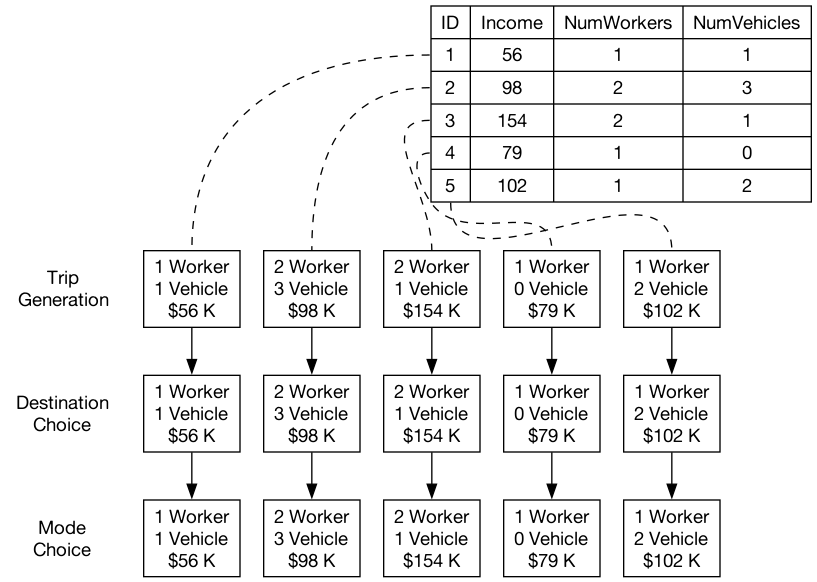 ID Income NumWorkers NumVehicles
1 56 1 1
2 98 2 3
3 154 2 1
4 79 1 0
5 102 1 2
Trip
Generation
1 Worker
1 Vehicle
$56 K
2 Worker
3 Vehicle
$98 K
2 Worker
1 Vehicle
$154 K
1 Worker
0 Vehicle
$79 K
1 Worker
2 Vehicle
$102 K
Destination
Choice
1 Worker
1 Vehicle
$56 K
2 Worker
3 Vehicle
$98 K
2 Worker
1 Vehicle
$154 K
1 Worker
0 Vehicle
$79 K
1 Worker
2 Vehicle
$102 K
Mode
Choice
1 Worker
1 Vehicle
$56 K
2 Worker
3 Vehicle
$98 K
2 Worker
1 Vehicle
$154 K
1 Worker
0 Vehicle
$79 K
1 Worker
2 Vehicle
$102 K